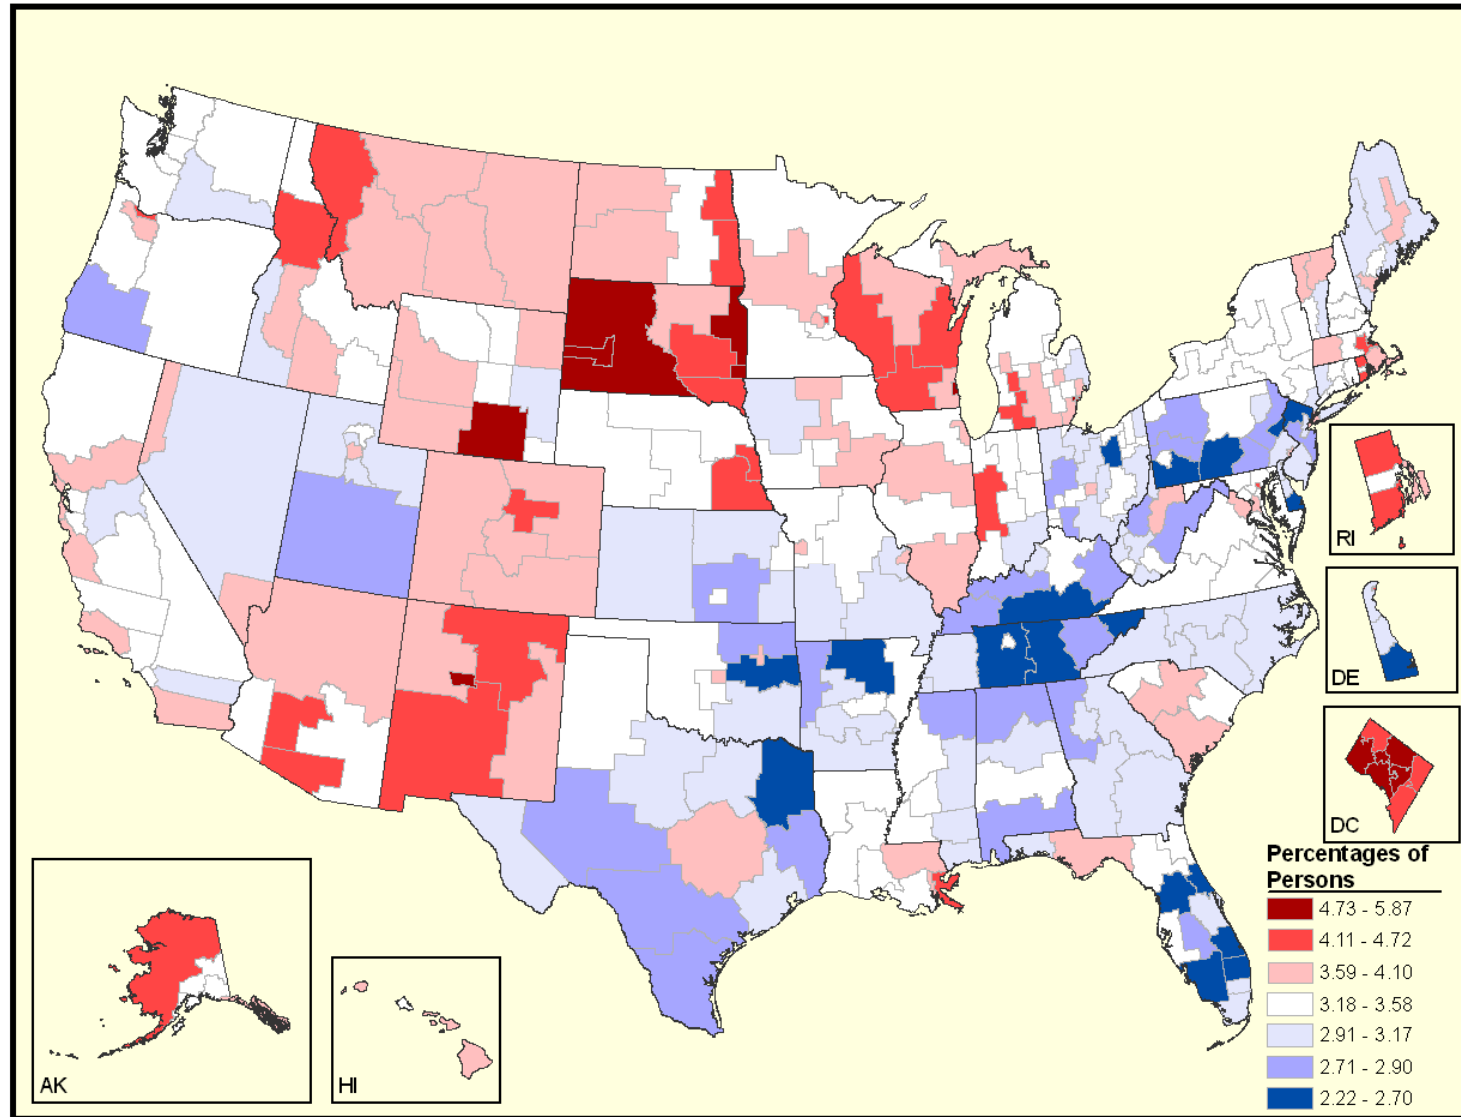 RI
DE
DC
AK
HI
Percentages of
Persons
4.73 - 5.87
4.11 - 4.72
3.59 - 4.10
3.18 - 3.58
2.91 - 3.17
2.71 - 2.90
2.22 - 2.70